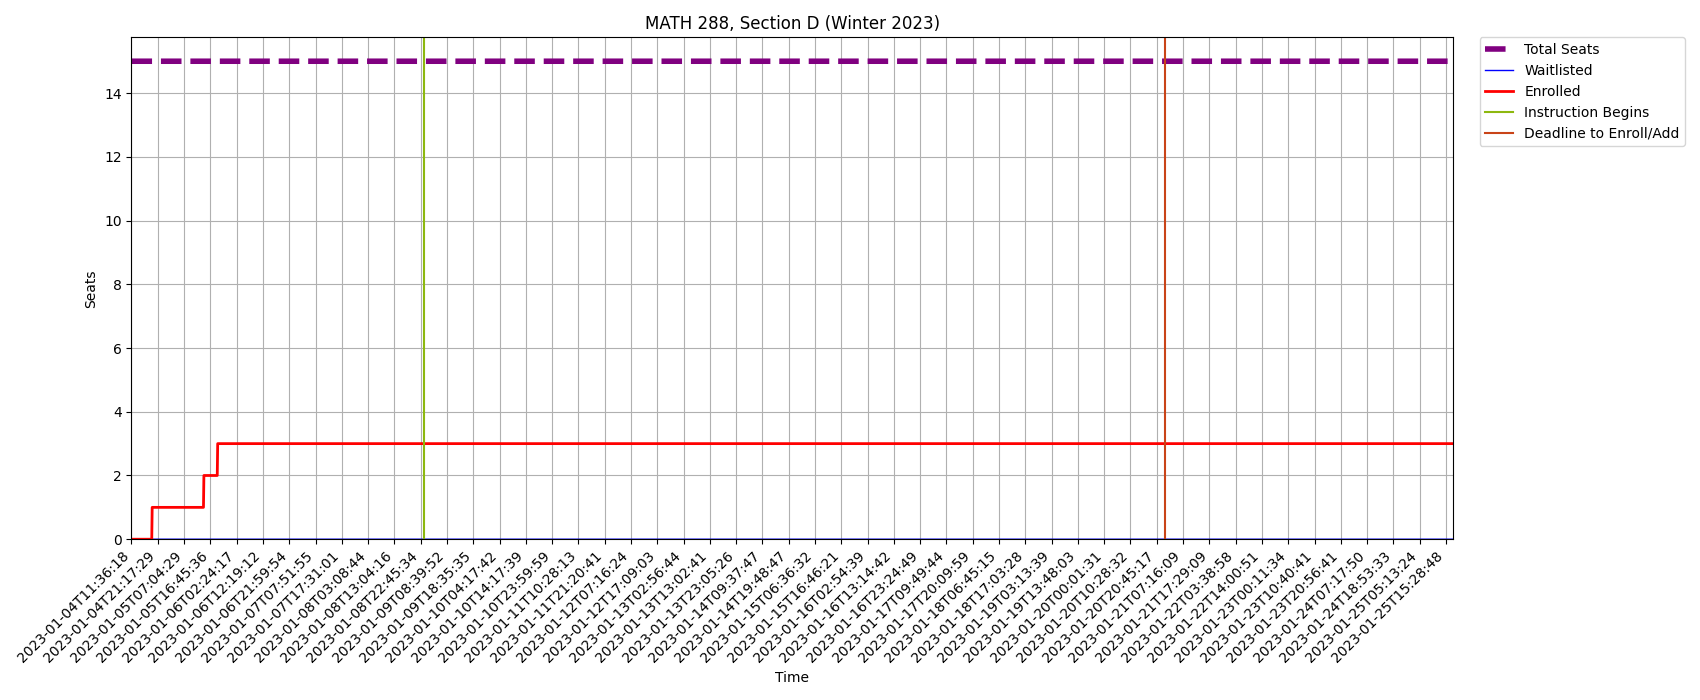 MATH 288, Section D (Winter 2023)
Total Seats
Waitlisted
Enrolled
Instruction Begins
Deadline to Enroll/Add
Seats
14
12
10
8
6
4
2
0
2023-01-04T11:36:18
2023-01-04T21:17:29
2023-01-05T07:04:29
2023-01-05T16:45:36
2023-01-06T02:24:17
2023-01-06T12:19:12
2023-01-06T21:59:54
2023-01-07T07:51:55
2023-01-07T17:31:01
2023-01-08T03:08:44
2023-01-08T13:04:16
2023-01-08T22:45:34
2023-01-09T08:39:52
2023-01-09T18:35:35
2023-01-10T04:17:42
2023-01-10T14:17:39
2023-01-10T23:59:59
2023-01-11T10:28:13
2023-01-11T21:20:41
2023-01-12T07:16:24
2023-01-12T17:09:03
2023-01-13T02:56:44
2023-01-13T13:02:41
2023-01-13T23:05:26
2023-01-14T09:37:47
2023-01-14T19:48:47
2023-01-15T06:36:32
2023-01-15T16:46:21
2023-01-16T02:54:39
2023-01-16T13:14:42
2023-01-16T23:24:49
2023-01-17T09:49:44
2023-01-17T20:09:59
2023-01-18T06:45:15
2023-01-18T17:03:28
2023-01-19T03:13:39
2023-01-19T13:48:03
2023-01-20T00:01:31
2023-01-20T10:28:32
2023-01-20T20:45:17
2023-01-21T07:16:09
2023-01-21T17:29:09
2023-01-22T03:38:58
2023-01-22T14:00:51
2023-01-23T00:11:34
2023-01-23T10:40:41
2023-01-23T20:56:41
2023-01-24T07:17:50
2023-01-24T18:53:33
2023-01-25T05:13:24
2023-01-25T15:28:48
Time